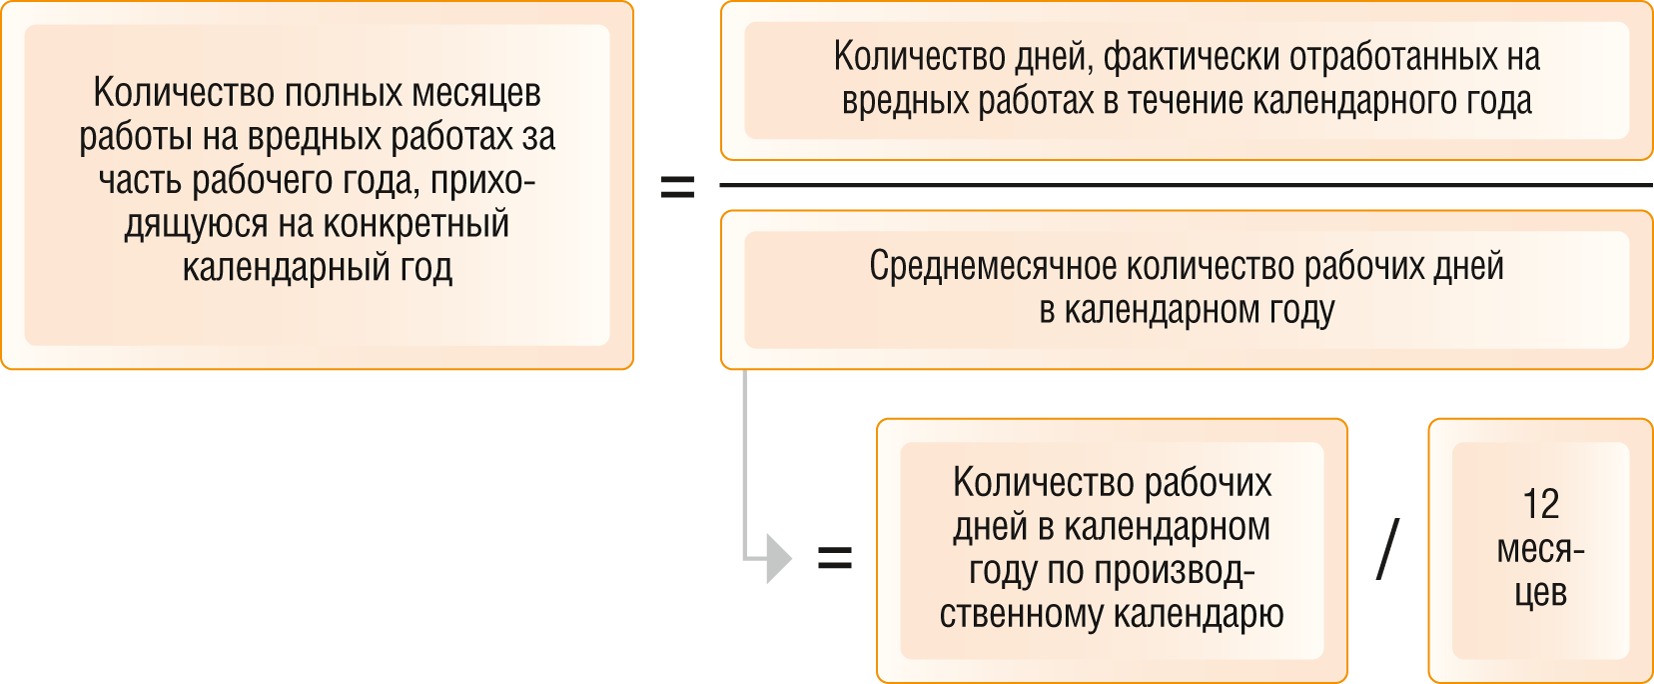 Количество полных месяцев
работы на вредных работах за
часть рабочего года, прихо-
дящуюся на конкретный
календарный год
=
Количество дней, фактически отработанных на
вредных работах в течение календарного года
Среднемесячное количество рабочих дней
в календарном году
=
Количество рабочих
дней в календарном
году по производ-
ственному календарю
/
12
меся-
цев